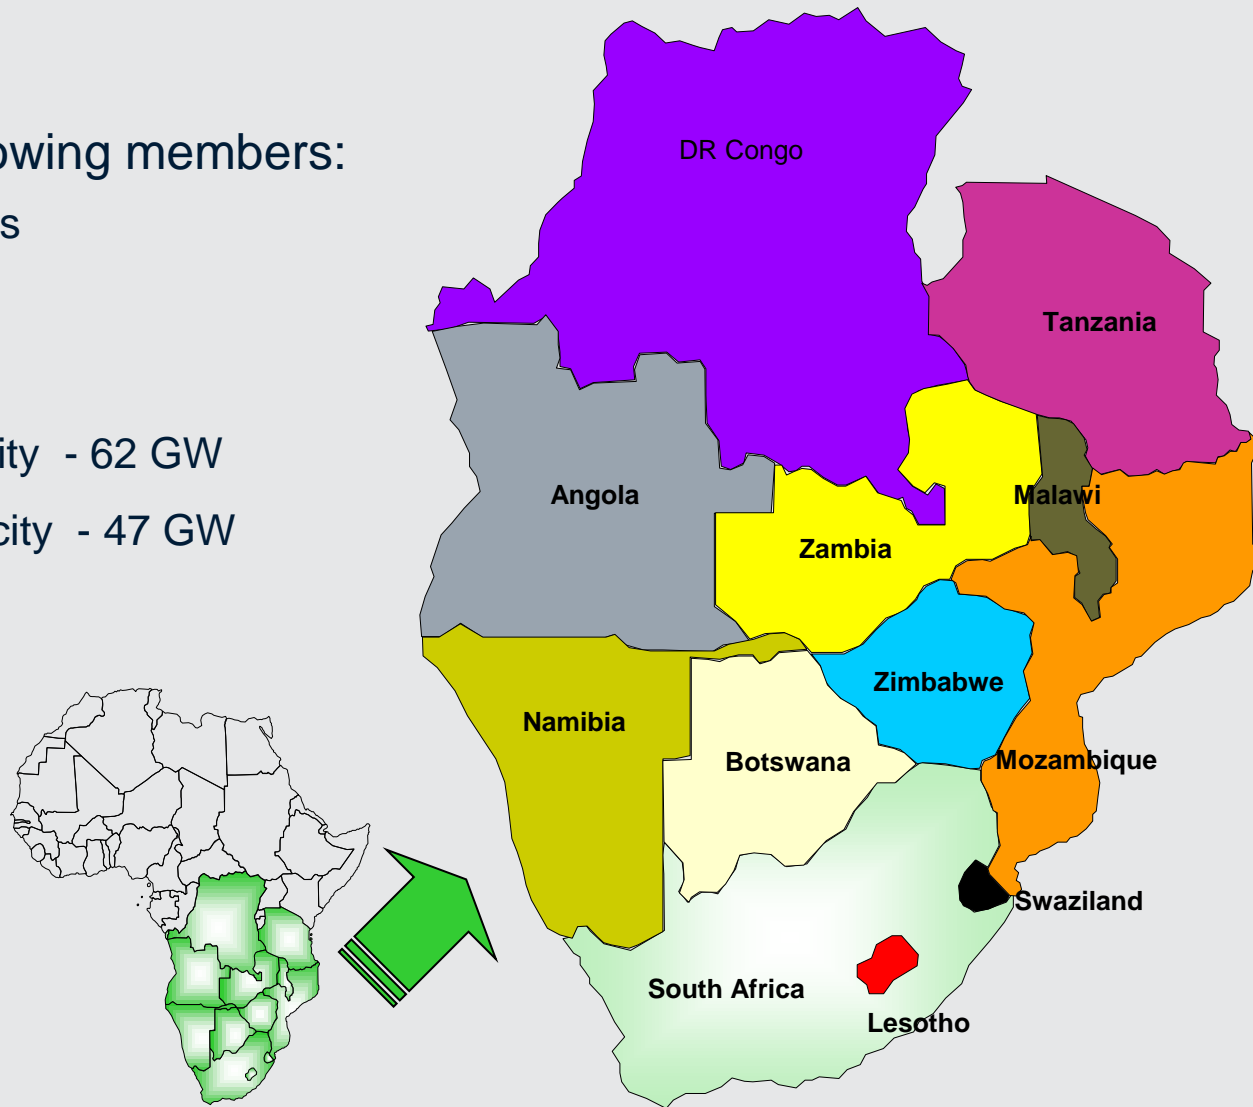 owing members:
s
ity - 62 GW
city - 47 GW
DR Congo
Tanzania
Angola
Malawi
Zambia
Zimbabwe
Namibia
Botswana
Mozambique
Swaziland
South Africa
Lesotho